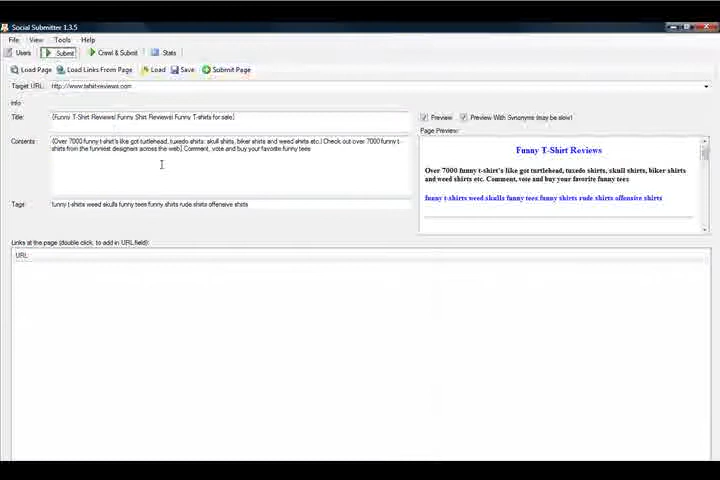 Social Submitter 1.3.5
File View Tools Help
Users Submit Crawl & Submit Stats
Load Page Load Links From Page Load Save Submit Page
Target URL: http://www.tshirt-reviews.com
Info
Title: {Funny T-Shirt Reviews| Funny Shirt Reviews| Funny T-shirts for sale}
Preview Preview With Synonyms (may be slow)
Page Preview:
Contents: {Over 7000 funny t-shirt's like got turtlehead, tuxedo shirts, skull shirts, biker shirts and weed shirts etc.| Check out over 7000 funny t-
shirts from the funniest designers across the web} Comment, vote and buy your favorite funny tees
Funny T-Shirt Reviews
Over 7000 funny t-shirt's like got turtlehead, tuxedo shirts, skull shirts, biker shirts
and weed shirts etc. Comment, vote and buy your favorite funny tees
funny t-shirts weed skulls funny tees funny shirts rude shirts offensive shirts
Tags: funny t-shirts weed skulls funny tees funny shirts rude shirts offensive shirts
Links at the page (double click, to add in URL field):
URL